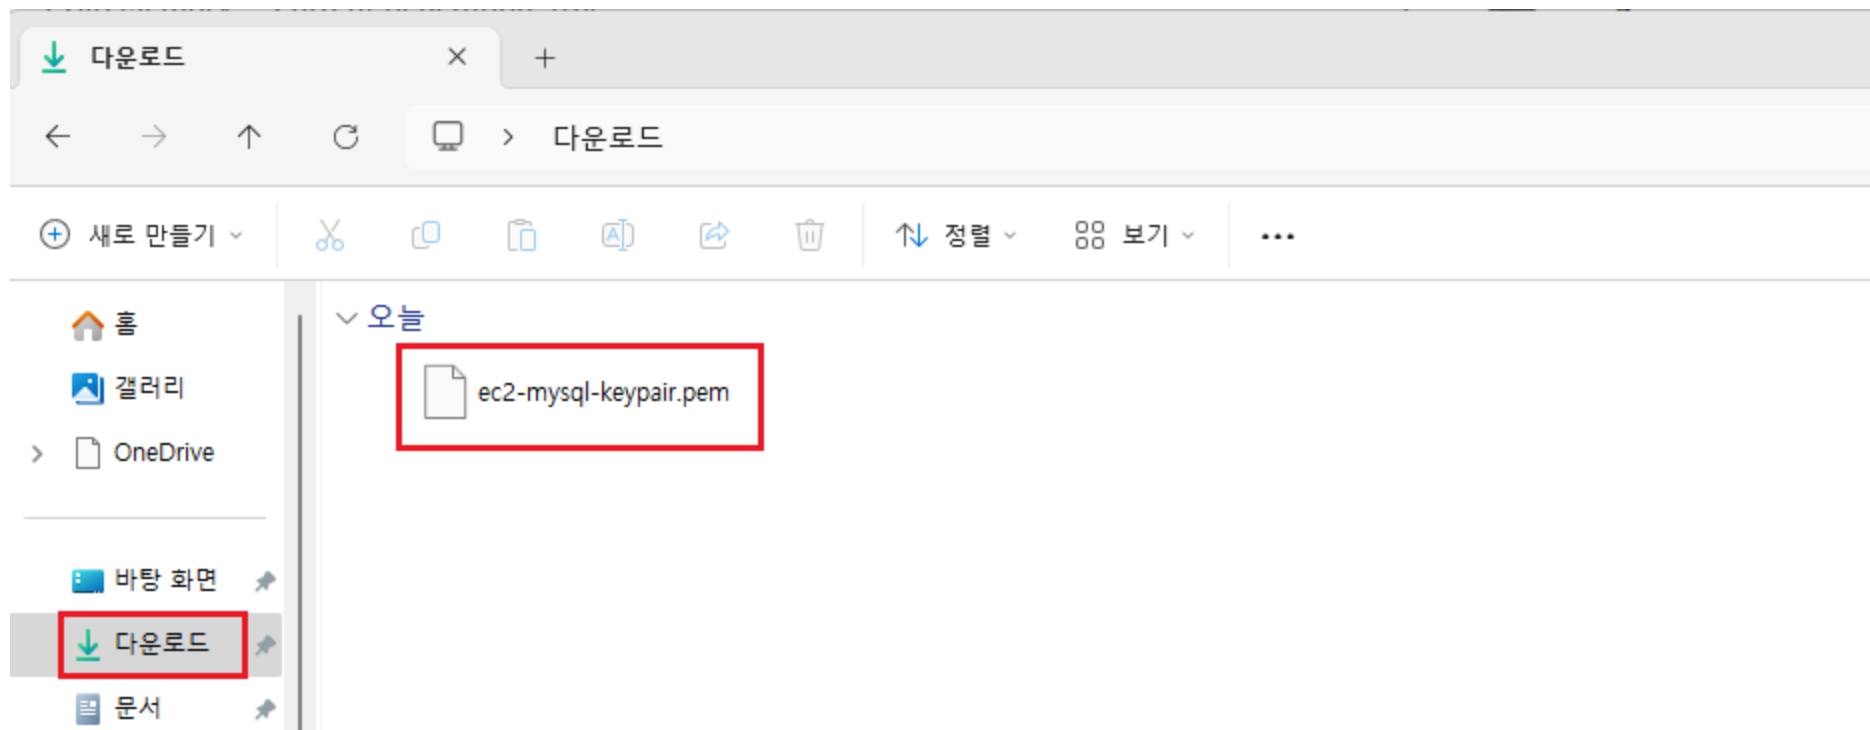 다운로드
다운로드
새로 만들기
정렬
보기
홈
갤러리
OneDrive
바탕 화면
다운로드
문서
오늘
ec2-mysql-keypair.pem